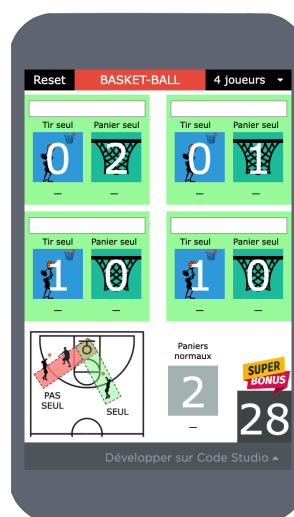 Reset BASKET-BALL 4 joueurs
Tir seul Panier seul Tir seul Panier seul
0 2 0 1
– – – –
Tir seul Panier seul Tir seul Panier seul
1 0 1 0
– – – –
PAS
SEUL
SEUL
Paniers
normaux
2
–
SUPER
BONUS
28
Développer sur Code Studio